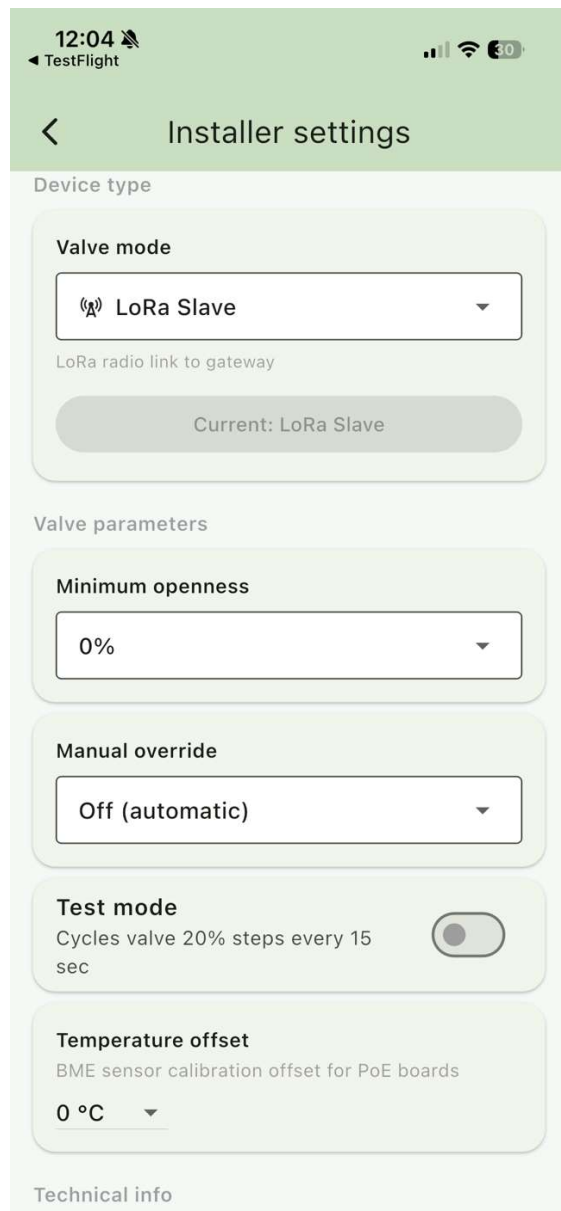 12:04
◀ TestFlight
30
Installer settings
Device type
Valve mode
LoRa Slave
LoRa radio link to gateway
Current: LoRa Slave
Valve parameters
Minimum openness
0%
Manual override
Off (automatic)
Test mode
Cycles valve 20% steps every 15
sec
Temperature offset
BME sensor calibration offset for PoE boards
0 °C
Technical info